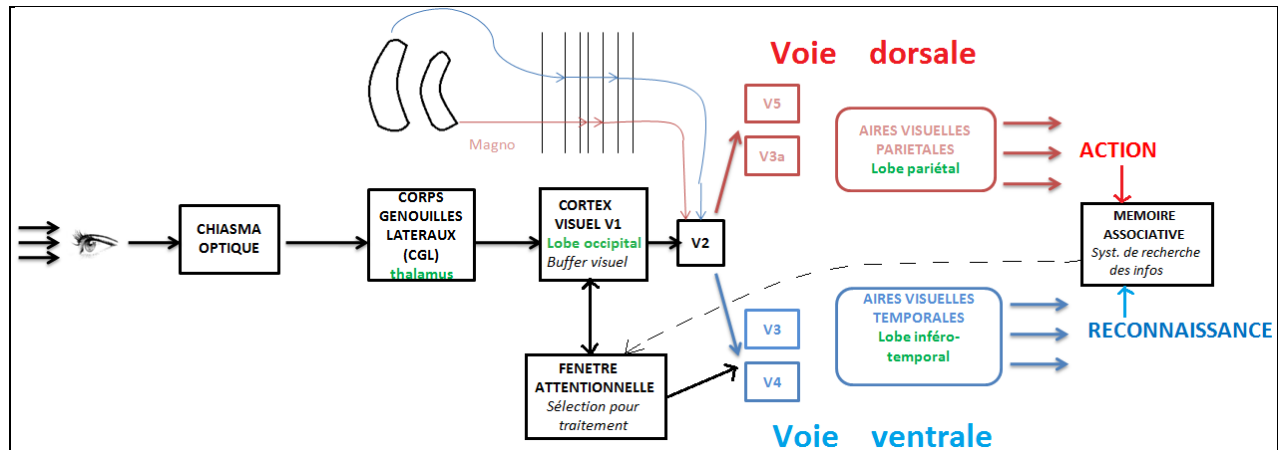 Voie dorsale
V5
V3a
AIRES VISUELLES
PARIETALES
Lobe pariétal
ACTION
Magno
CHIASMA
OPTIQUE
CORPS
GENOUILLES
LATERAUX
(CGL)
thalamus
CORTEX
VISUEL V1
Lobe occipital
Buffer visuel
V2
MEMOIRE
ASSOCIATIVE
Syst. de recherche
des infos
FENETRE
ATTENTIONNELLE
Sélection pour
traitement
V3
V4
AIRES VISUELLES
TEMPORALES
Lobe inféro-
temporal
RECONNAISSANCE
Voie ventrale